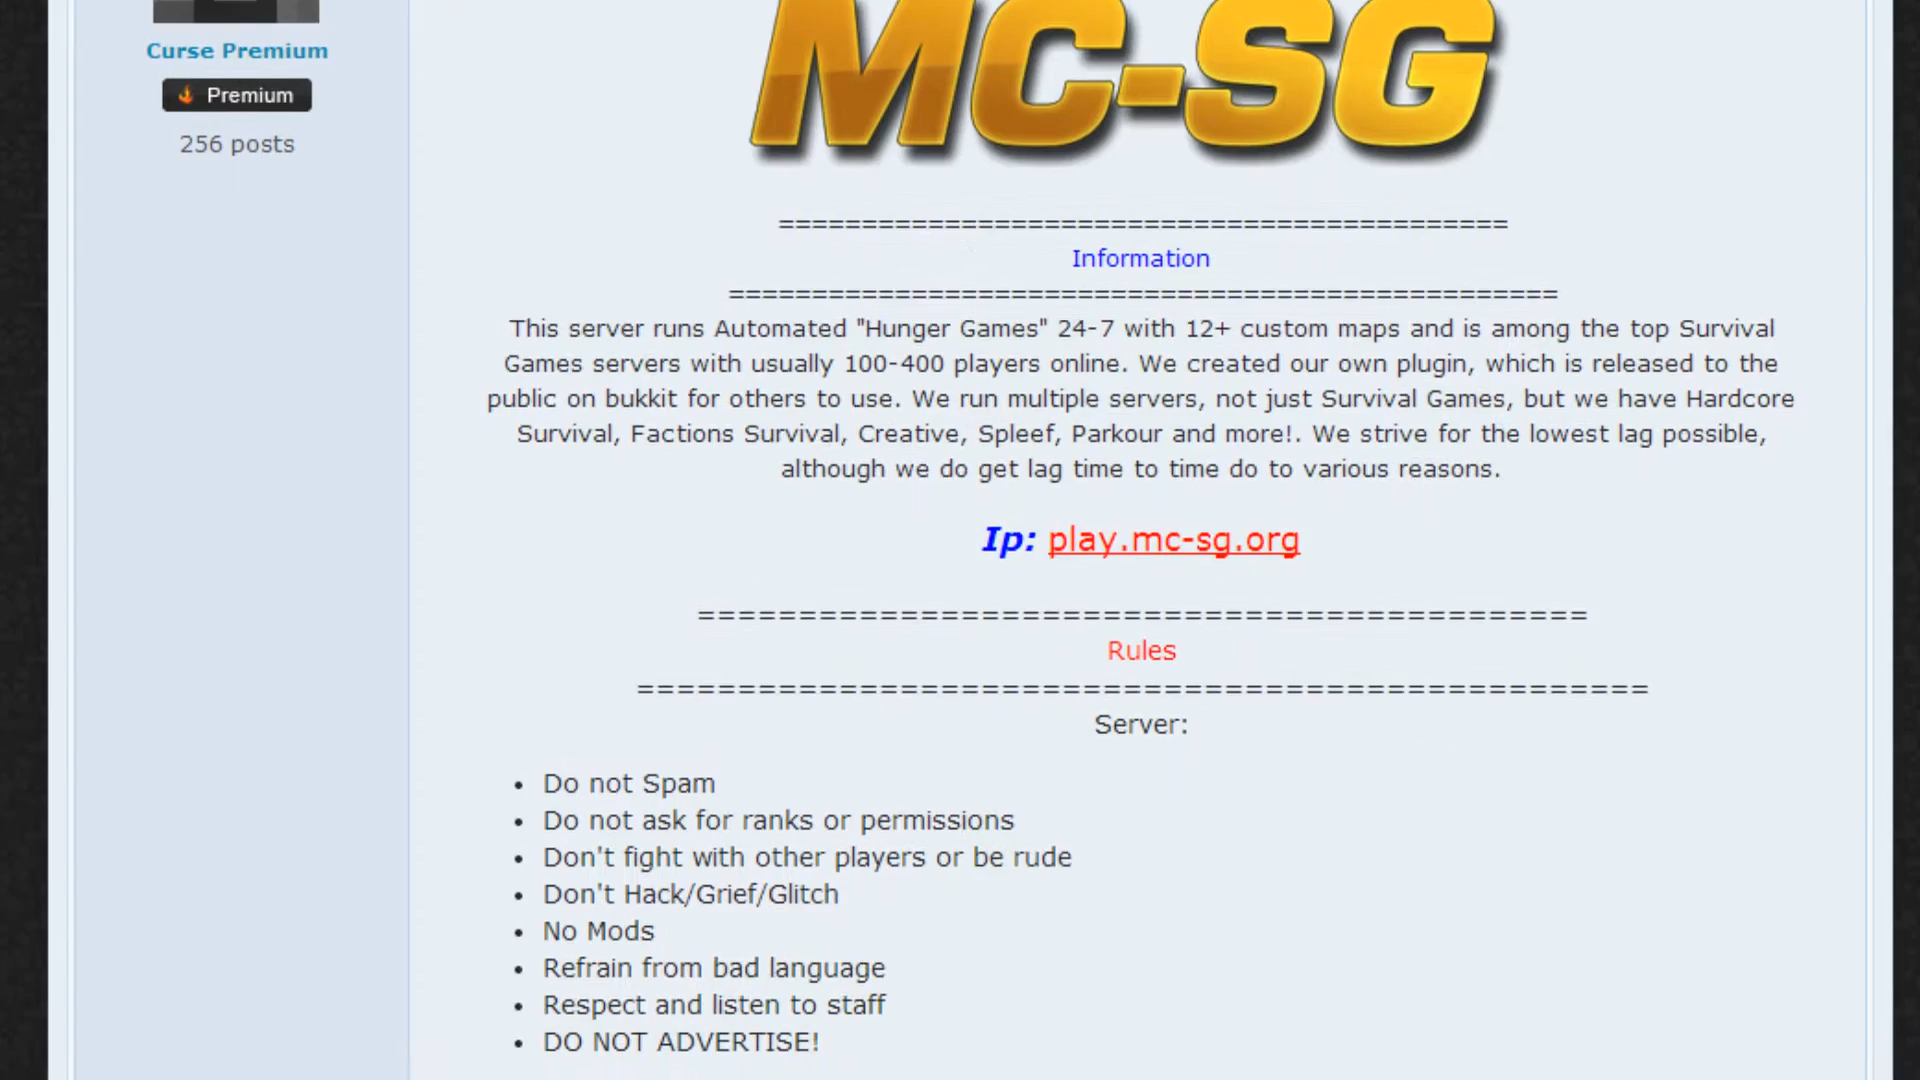 MC-SG
Curse Premium
Premium
256 posts
============================================
Information
==================================================
This server runs Automated "Hunger Games" 24-7 with 12+ custom maps and is among the top Survival
Games servers with usually 100-400 players online. We created our own plugin, which is released to the
public on bukkit for others to use. We run multiple servers, not just Survival Games, but we have Hardcore
Survival, Factions Survival, Creative, Spleef, Parkour and more!. We strive for the lowest lag possible,
although we do get lag time to time do to various reasons.
Ip: play.mc-sg.org
============================================
Rules
==================================================
Server:
• Do not Spam
• Do not ask for ranks or permissions
• Don't fight with other players or be rude
• Don't Hack/Grief/Glitch
• No Mods
• Refrain from bad language
• Respect and listen to staff
• DO NOT ADVERTISE!